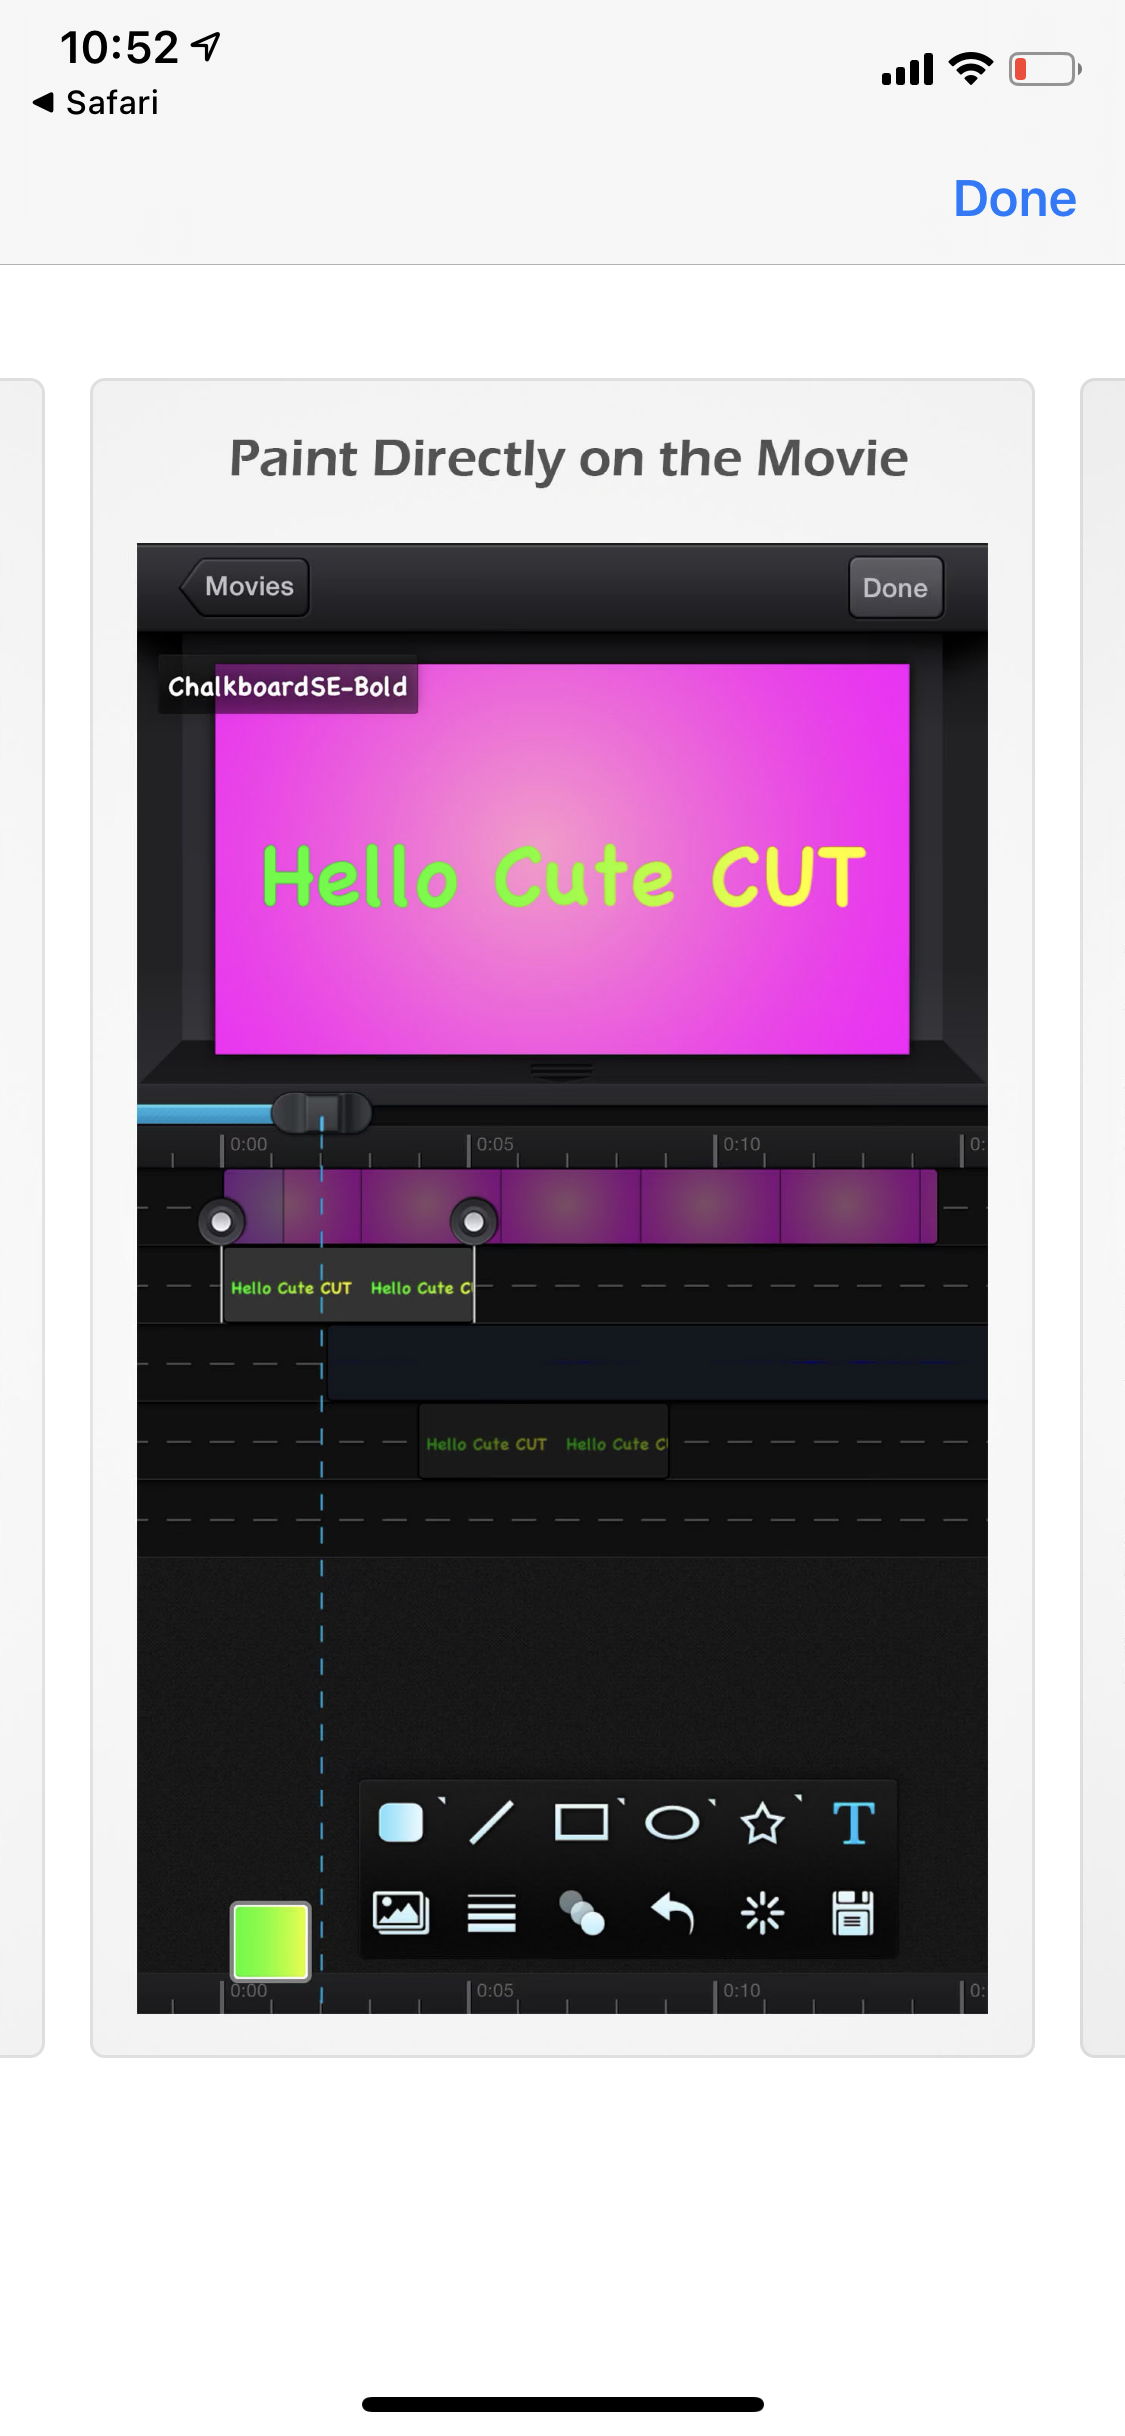 10:52
Safari
Done
Paint Directly on the Movie
Movies
Done
ChalkboardSE-Bold
Hello Cute CUT
0:00 0:05 0:10 0:
Hello Cute CUT Hello Cute C
Hello Cute CUT Hello Cute C
T
0:00 0:05 0:10 0: